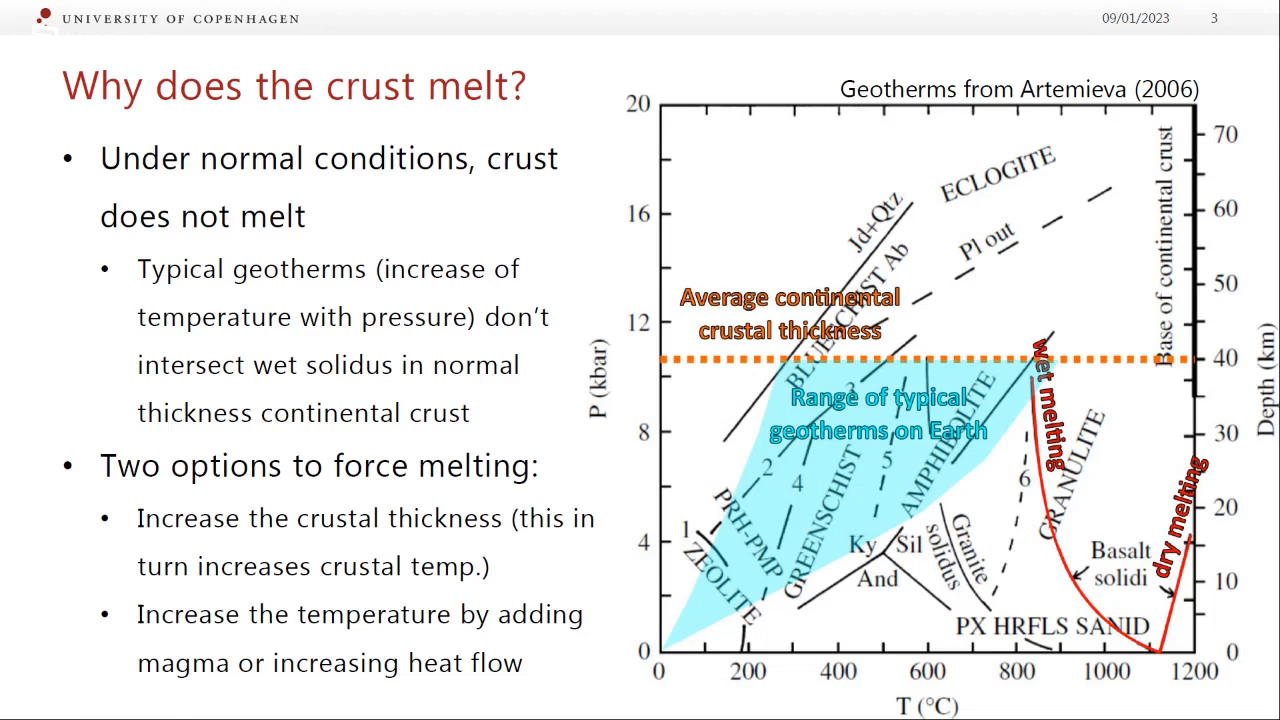 UNIVERSITY OF COPENHAGEN
09/01/2023
3
Why does the crust melt?
• Under normal conditions, crust
does not melt
• Typical geotherms (increase of
temperature with pressure) don't
intersect wet solidus in normal
thickness continental crust
• Two options to force melting:
• Increase the crustal thickness (this in
turn increases crustal temp.)
• Increase the temperature by adding
magma or increasing heat flow
Geotherms from Artemieva (2006)
20
16
12
8
4
0
P (kbar)
70
60
50
40
30
20
10
0
Depth (km)
Base of continental crust
ECLOGITE
Jd+Qtz
Ab
Pl out
BLUESCHIST
Average continental
crustal thickness
Range of typical
geotherms on Earth
wet melting
dry melting
3
2
5
4
6
1
AMPHIBOLITE
GRANULITE
GREENSCHIST
PRH-PMP
ZEOLITE
Ky
Sil
And
Granite
solidus
Basalt
solidi
PX HRFLS
SANID
0
200
400
600
800
1000
1200
T (°C)